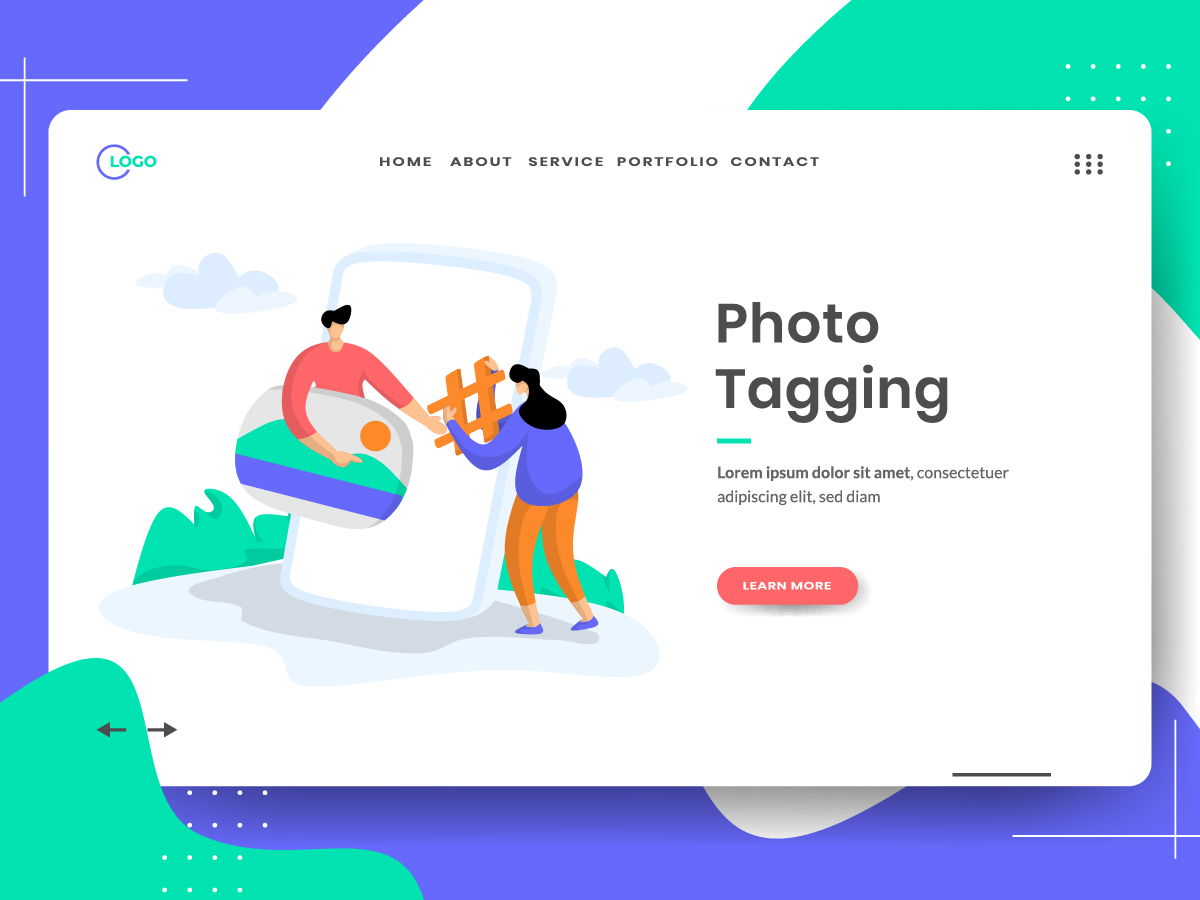 LOGO
HOME ABOUT SERVICE PORTFOLIO CONTACT
Photo
Tagging
Lorem ipsum dolor sit amet, consectetuer
adipiscing elit, sed diam
LEARN MORE